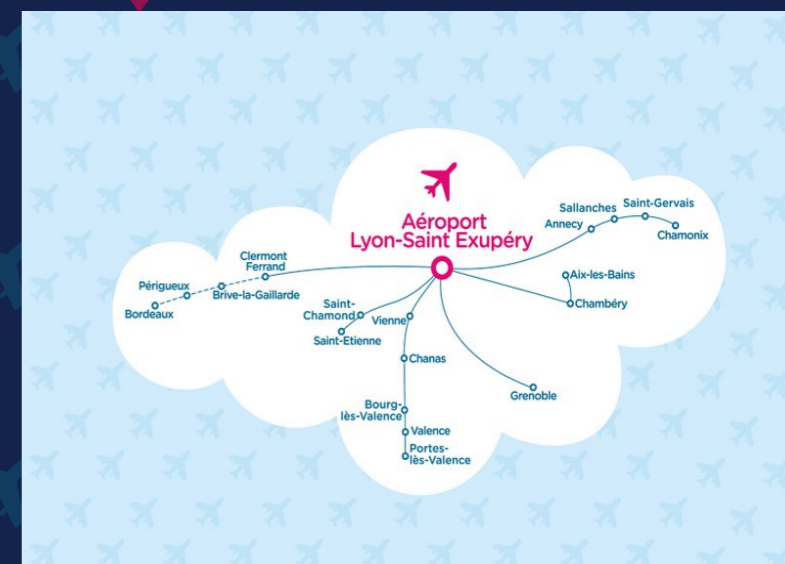 Aéroport
Lyon-Saint Exupéry
Sallanches
Saint-Gervais
Annecy
Chamonix
Clermont
Ferrand
Périgueux
Brive-la-Gaillarde
Bordeaux
Aix-les-Bains
Chambéry
Saint-
Chamond
Vienne
Saint-Etienne
Chanas
Grenoble
Bourg-
lès-Valence
Valence
Portes-
lès-Valence